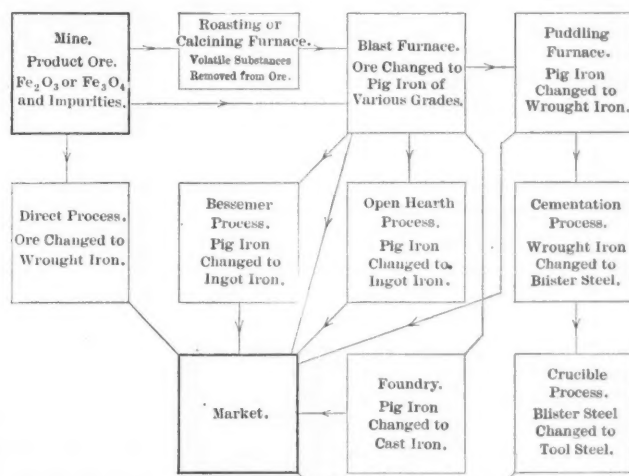 Mine.
Product Ore.
Fe₂O₃ or Fe₃O₄
and Impurities.
Roasting or
Calcining Furnace.
Volatile Substances
Removed from Ore.
Blast Furnace.
Ore Changed to
Pig Iron of
Various Grades.
Puddling
Furnace.
Pig Iron
Changed to
Wrought Iron.
Direct Process.
Ore Changed to
Wrought Iron.
Bessemer
Process.
Pig Iron
Changed to
Ingot Iron.
Open Hearth
Process.
Pig Iron
Changed to
Ingot Iron.
Cementation
Process.
Wrought Iron
Changed to
Blister Steel.
Market.
Foundry.
Pig Iron
Changed to
Cast Iron.
Crucible
Process.
Blister Steel
Changed to
Tool Steel.